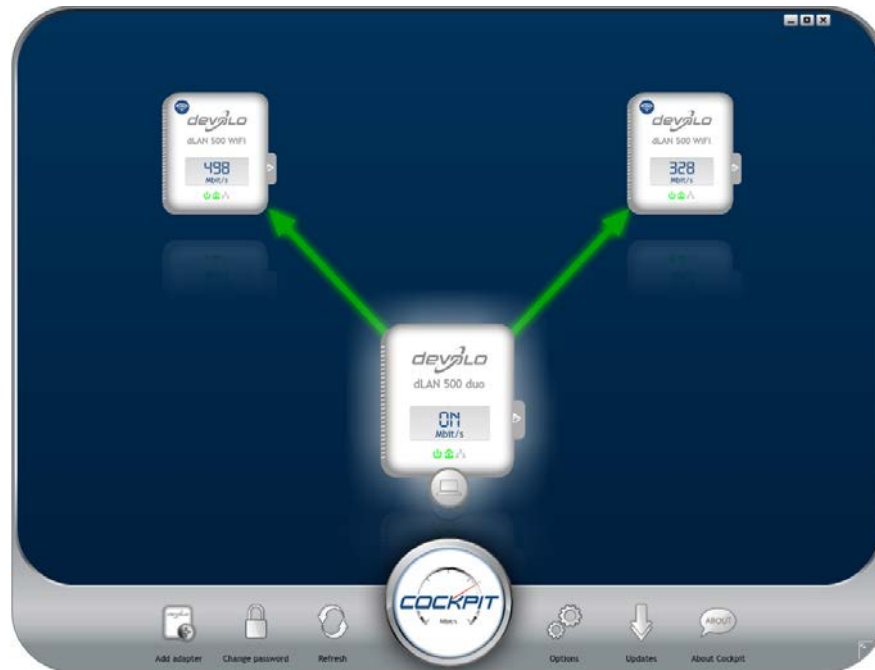 devolo
dLAN 500 WiFi
498
Mbit/s
devolo
dLAN 500 WiFi
328
Mbit/s
devolo
dLAN 500 duo
ON
Mbit/s
COCKPIT
Mbit/s
Add adapter
Change password
Refresh
Options
Updates
ABOUT
About Cockpit